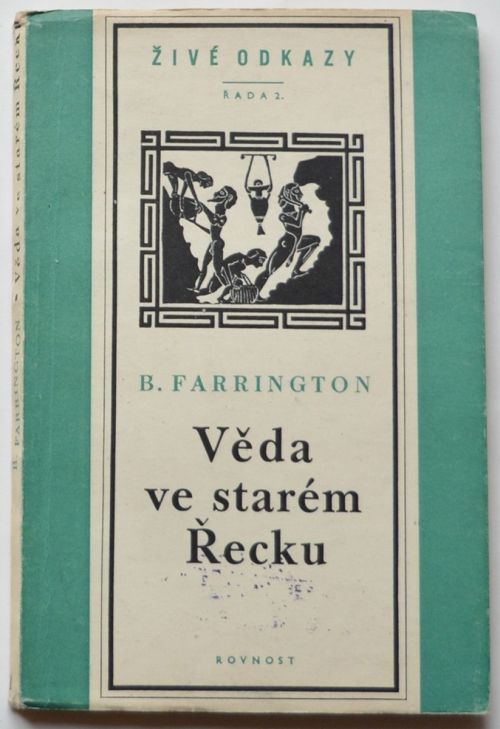 ŽIVÉ ODKAZY
ŘADA 2.
B. FARRINGTON
Věda
ve starém
Řecku
ROVNOST
B. FARRINGTON • Věda ve starém Řecku